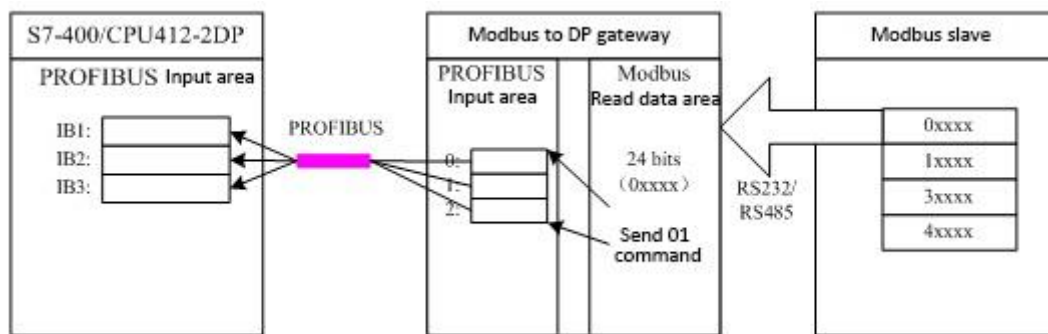 S7-400/CPU412-2DP
PROFIBUS Input area
IB1:
IB2:
IB3:
PROFIBUS
Modbus to DP gateway
PROFIBUS
Input area
0:
1:
2:
Modbus
Read data area
24 bits
（0xxxx）
Send 01
command
RS232/
RS485
Modbus slave
0xxxx
1xxxx
3xxxx
4xxxx